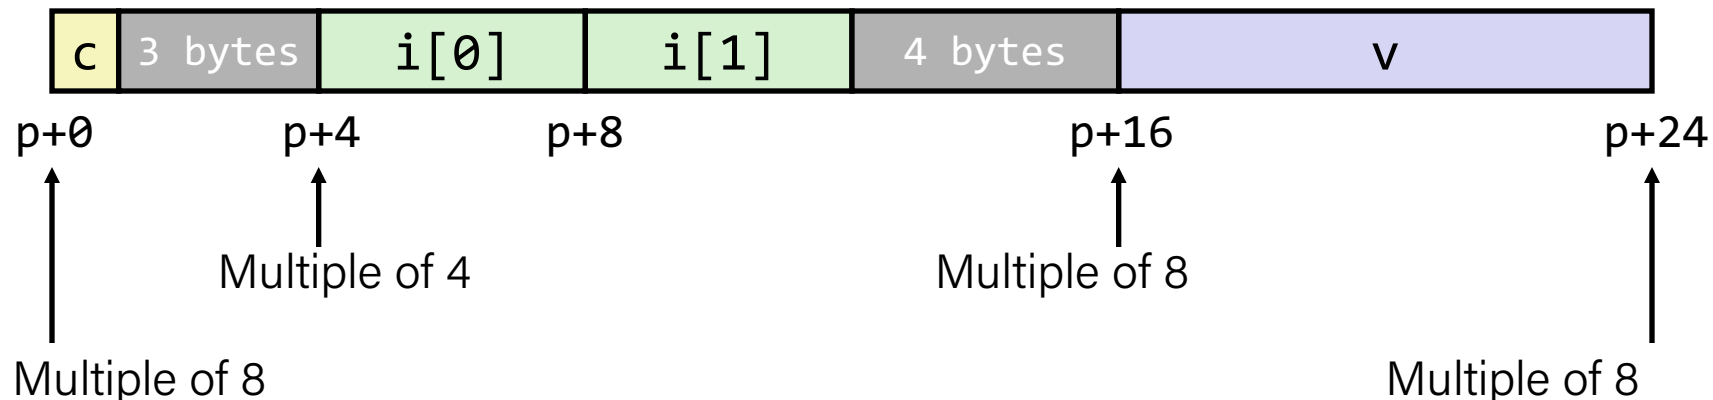 c 3 bytes i[0] i[1] 4 bytes v
p+0 p+4 p+8 p+16 p+24
Multiple of 4 Multiple of 8
Multiple of 8 Multiple of 8